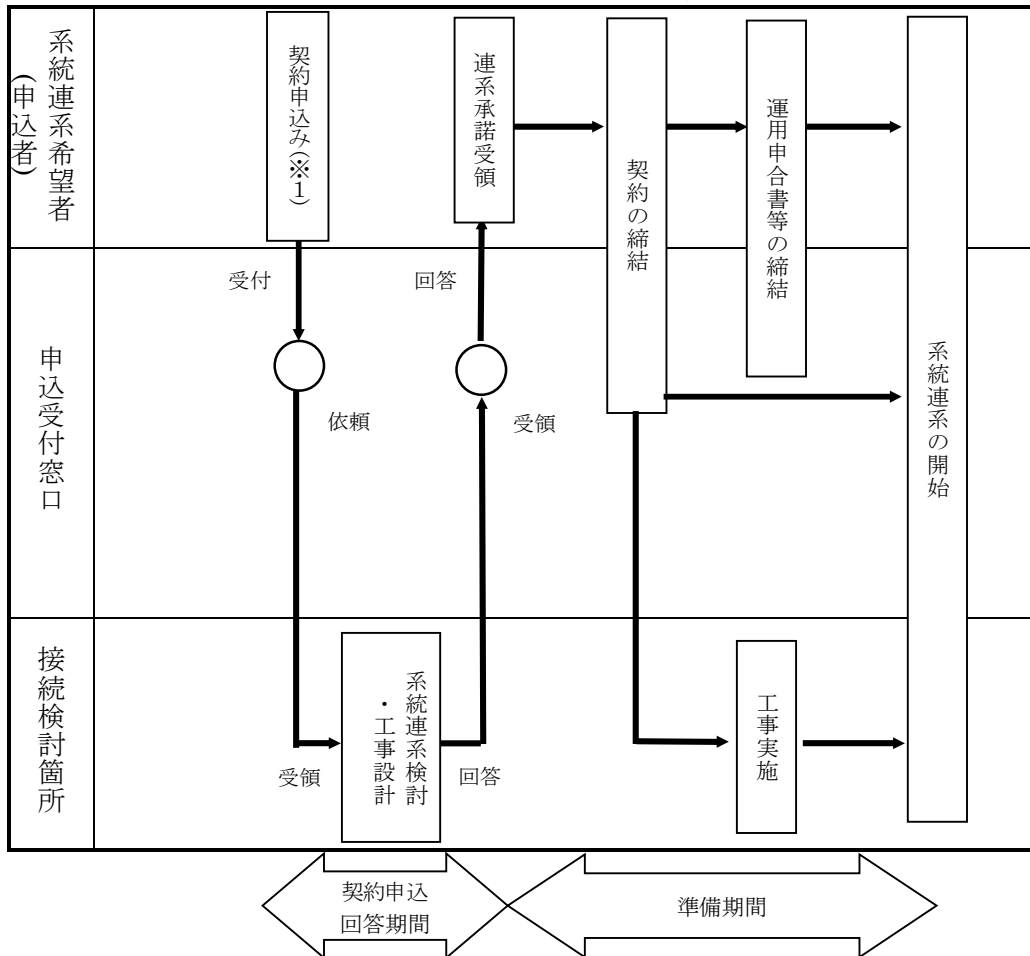 系統連系希望者
(申込者)
契約申込み(※1)
連系承諾受領
契約の締結
運用申合書等の締結
系統連系の開始
申込受付窓口
受付
回答
依頼
受領
接続検討箇所
受領
系統連系検討
・工事設計
回答
工事実施
契約申込
回答期間
準備期間